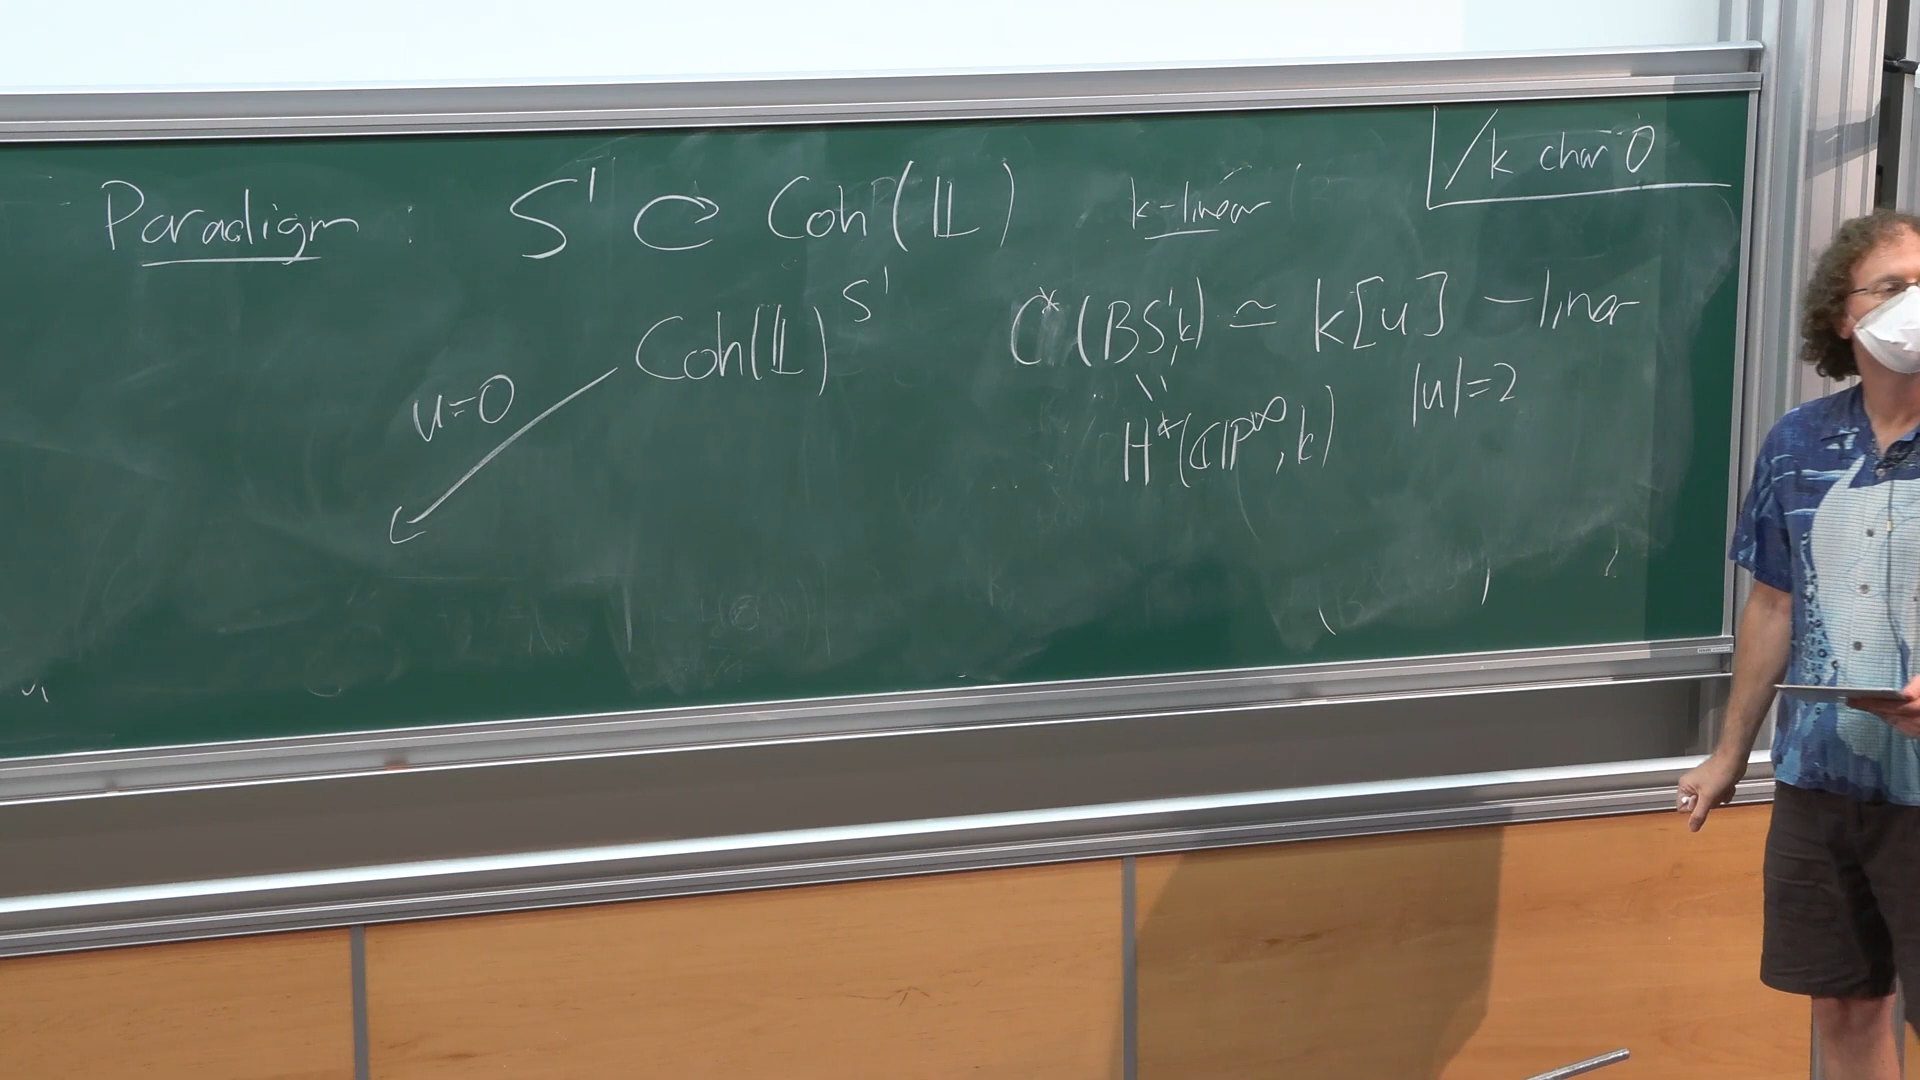 /k char 0
Paradigm : S¹ ⟳ Coh(𝕃) k-linear
Coh(𝕃)^{S¹} C*(BS¹,k) ≃ k[u] -linear
u=0 |u|=2
H*(ℂℙ^∞, k)